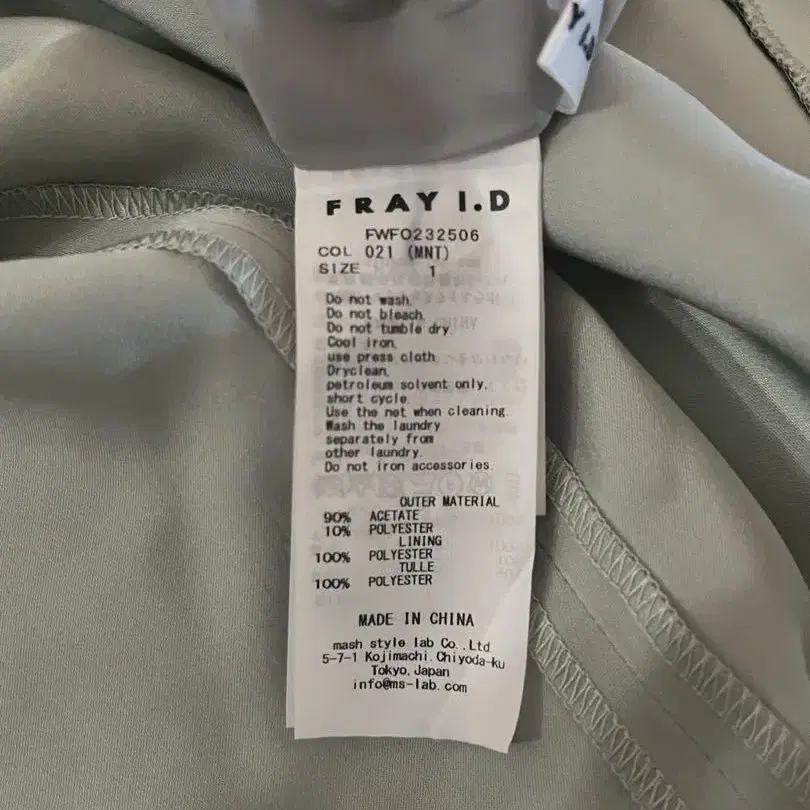 Y I.D
FRAY I.D
FWFO232506
COL 021 (MNT)
SIZE 1
Do not wash.
Do not bleach.
Do not tumble dry.
Cool iron.
use press cloth.
Dryclean.
petroleum solvent only.
short cycle.
Use the net when cleaning.
Wash the laundry
separately from
other laundry.
Do not iron accessories.
OUTER MATERIAL
90% ACETATE
10% POLYESTER
LINING
100% POLYESTER
TULLE
100% POLYESTER
MADE IN CHINA
mash style lab Co.,Ltd.
5-7-1 Kojimachi.Chiyoda-ku
Tokyo,Japan
info@ms-lab.com